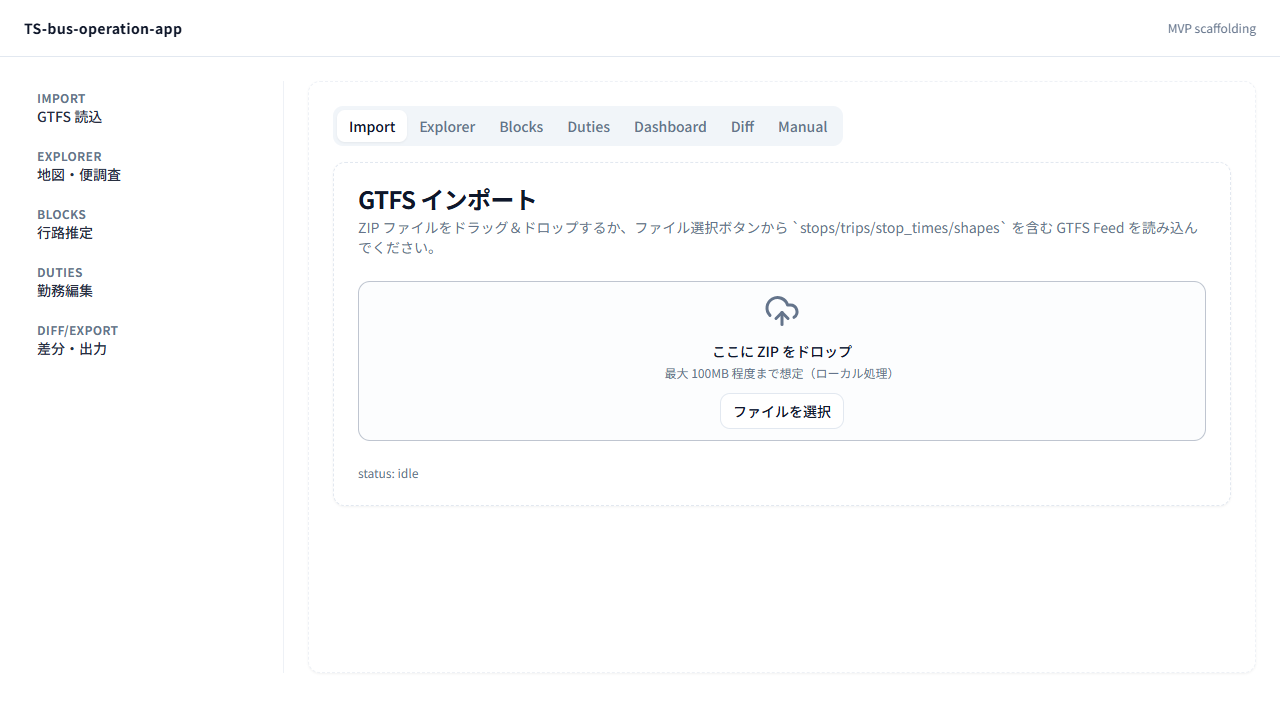 TS-bus-operation-app
MVP scaffolding
IMPORT
GTFS 読込
EXPLORER
地図・便調査
BLOCKS
行路推定
DUTIES
勤務編集
DIFF/EXPORT
差分・出力
Import Explorer Blocks Duties Dashboard Diff Manual
GTFS インポート
ZIP ファイルをドラッグ＆ドロップするか、ファイル選択ボタンから `stops/trips/stop_times/shapes` を含む GTFS Feed を読み込ん
でください。
ここに ZIP をドロップ
最大 100MB 程度まで想定（ローカル処理）
ファイルを選択
status: idle